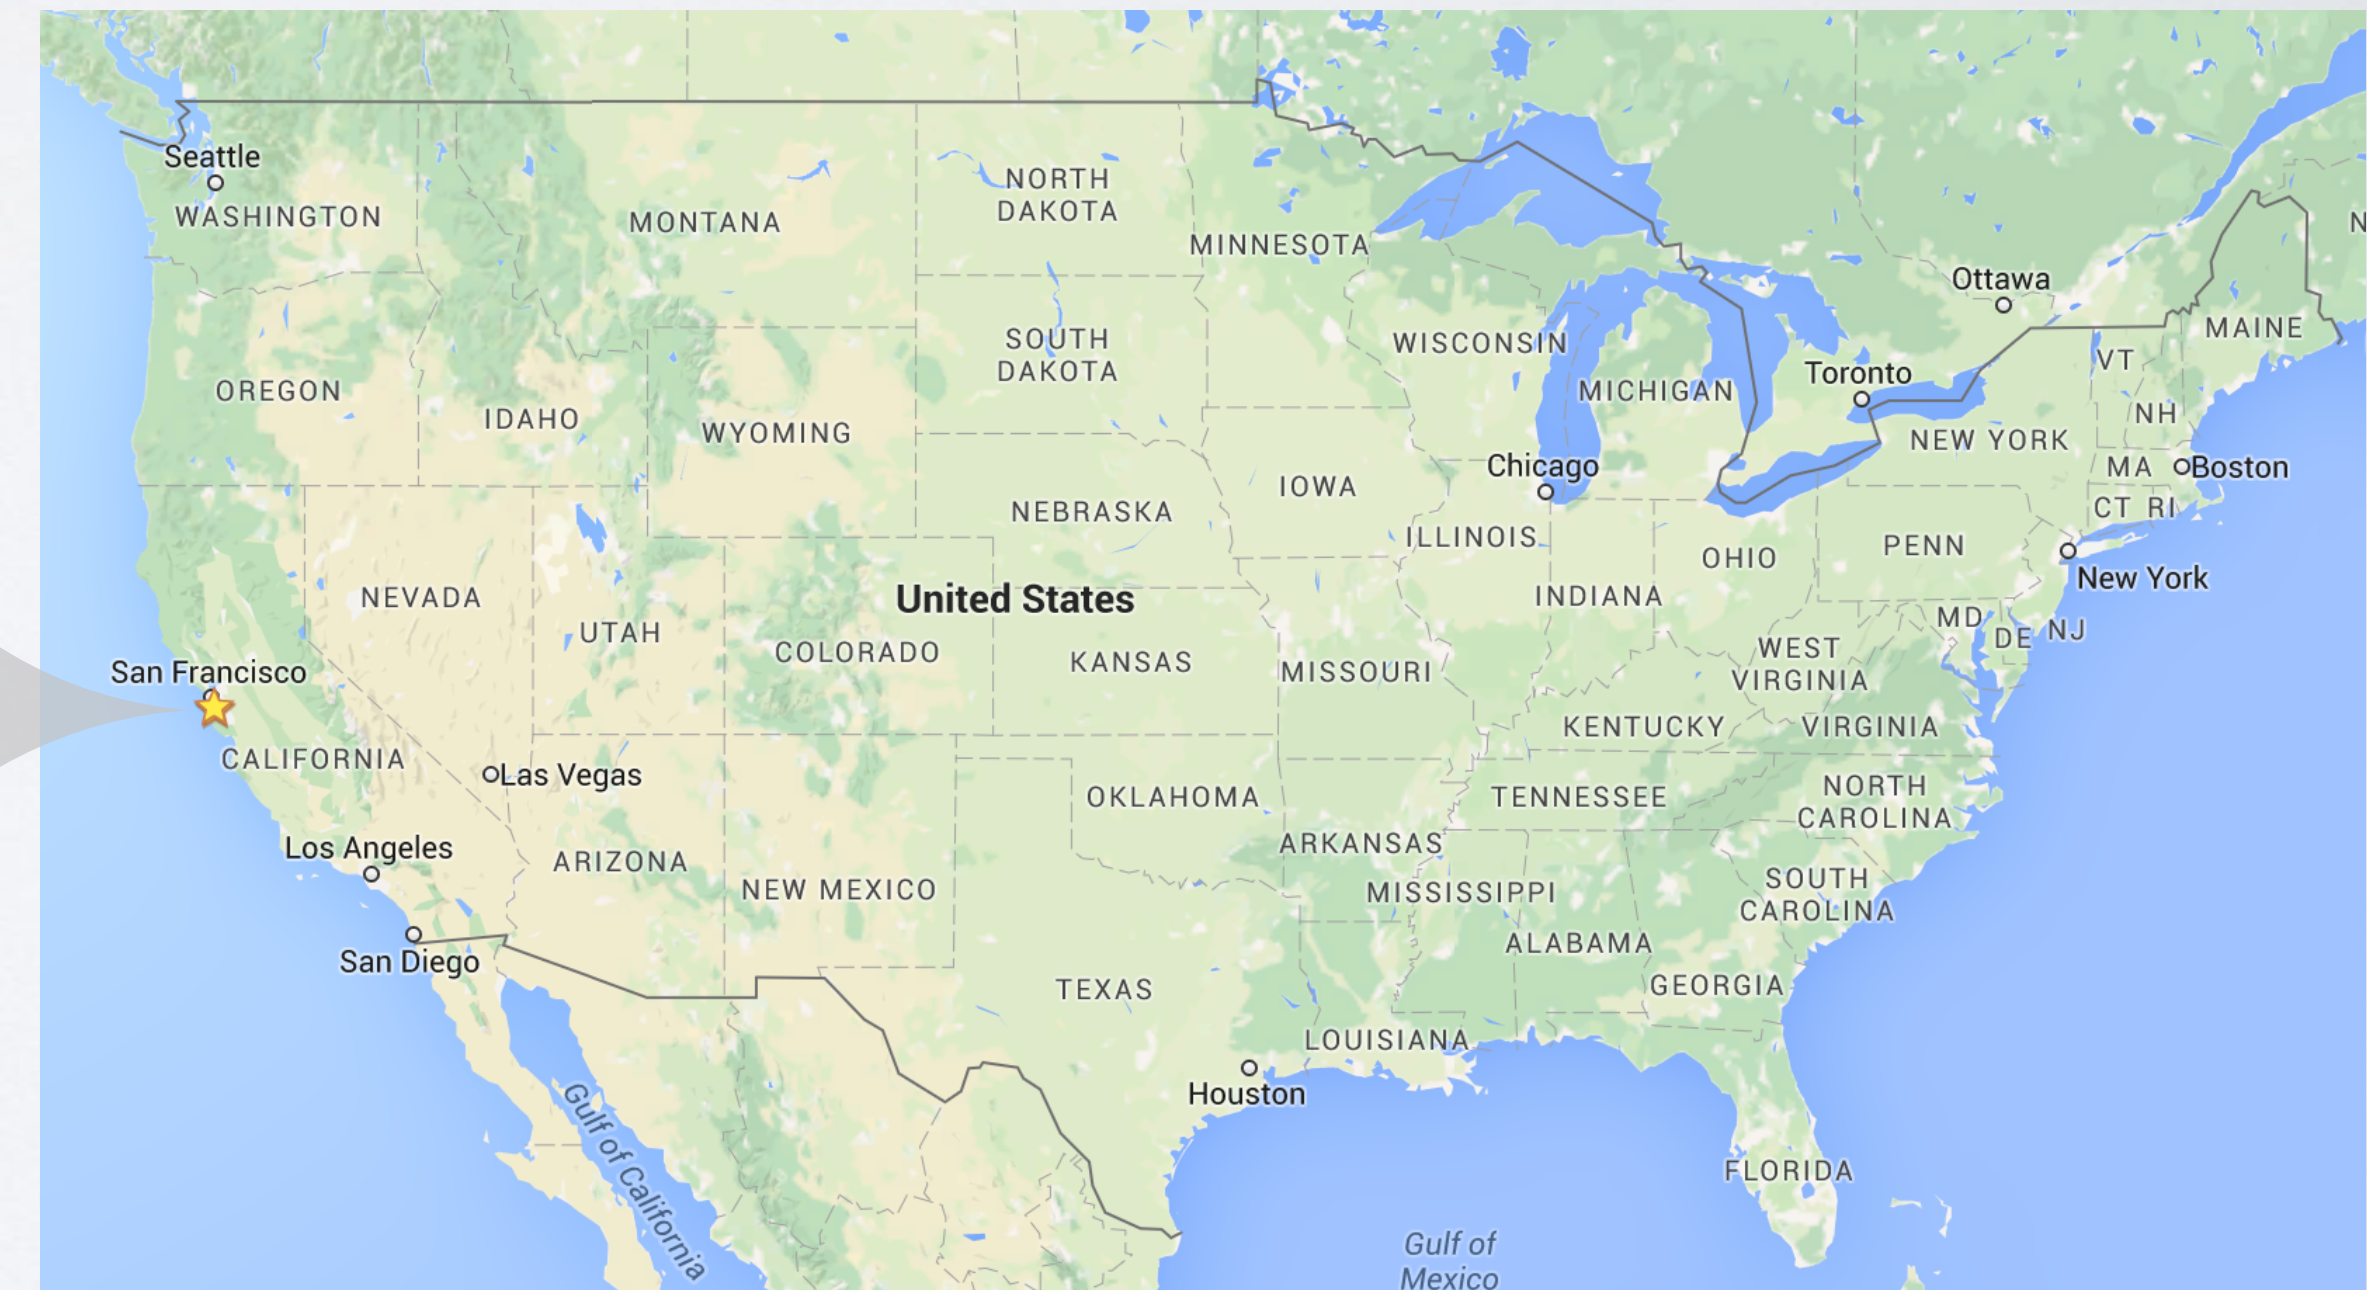 Seattle
WASHINGTON
MONTANA
NORTH
DAKOTA
MINNESOTA
Ottawa
MAINE
SOUTH
DAKOTA
WISCONSIN
MICHIGAN
Toronto
VT
NH
OREGON
IDAHO
WYOMING
NEW YORK
Chicago
MA
Boston
IOWA
NEBRASKA
CT RI
ILLINOIS
OHIO
PENN
New York
NEVADA
United States
INDIANA
UTAH
COLORADO
KANSAS
MISSOURI
WEST
VIRGINIA
MD
DE
NJ
San Francisco
KENTUCKY
VIRGINIA
CALIFORNIA
Las Vegas
OKLAHOMA
TENNESSEE
NORTH
CAROLINA
Los Angeles
ARIZONA
NEW MEXICO
ARKANSAS
MISSISSIPPI
SOUTH
CAROLINA
San Diego
ALABAMA
TEXAS
GEORGIA
LOUISIANA
Houston
Gulf of California
FLORIDA
Gulf of
Mexico